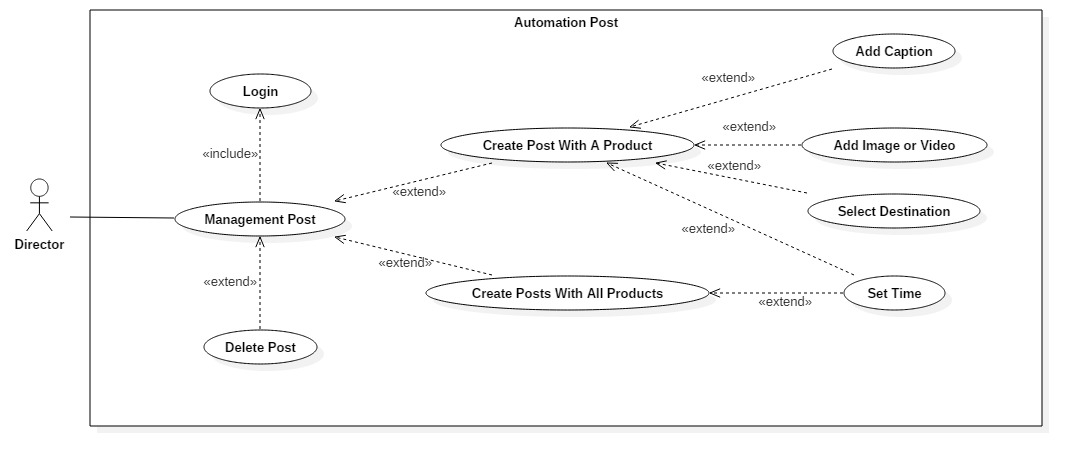 Automation Post
Add Caption
«extend»
Login
«extend»
Create Post With A Product
Add Image or Video
«include»
«extend»
«extend»
Select Destination
Management Post
Director
«extend»
«extend»
«extend»
Create Posts With All Products
Set Time
«extend»
Delete Post